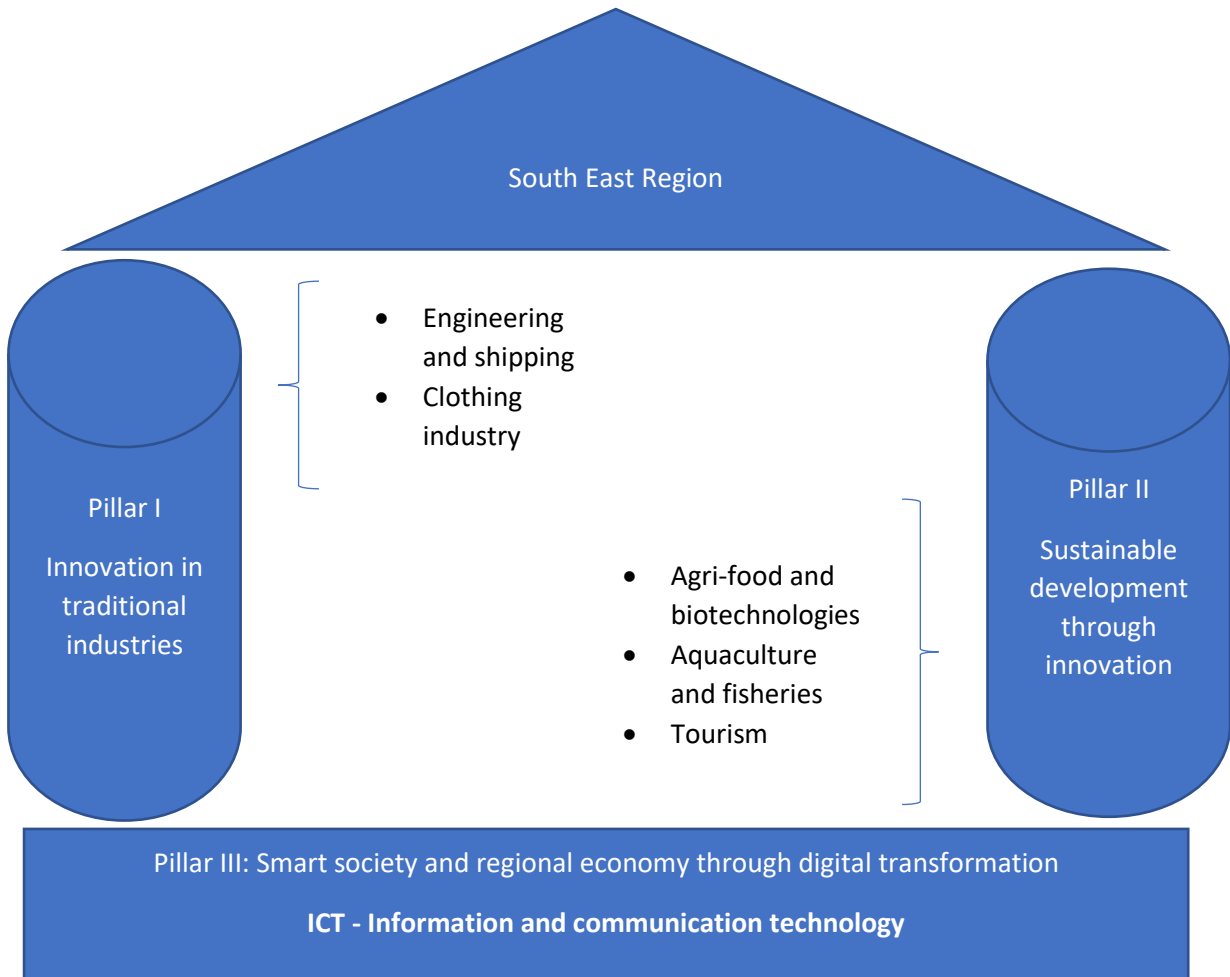 South East Region
• Engineering
and shipping
• Clothing
industry
Pillar I
Innovation in
traditional
industries
• Agri-food and
biotechnologies
• Aquaculture
and fisheries
• Tourism
Pillar II
Sustainable
development
through
innovation
Pillar III: Smart society and regional economy through digital transformation
ICT - Information and communication technology